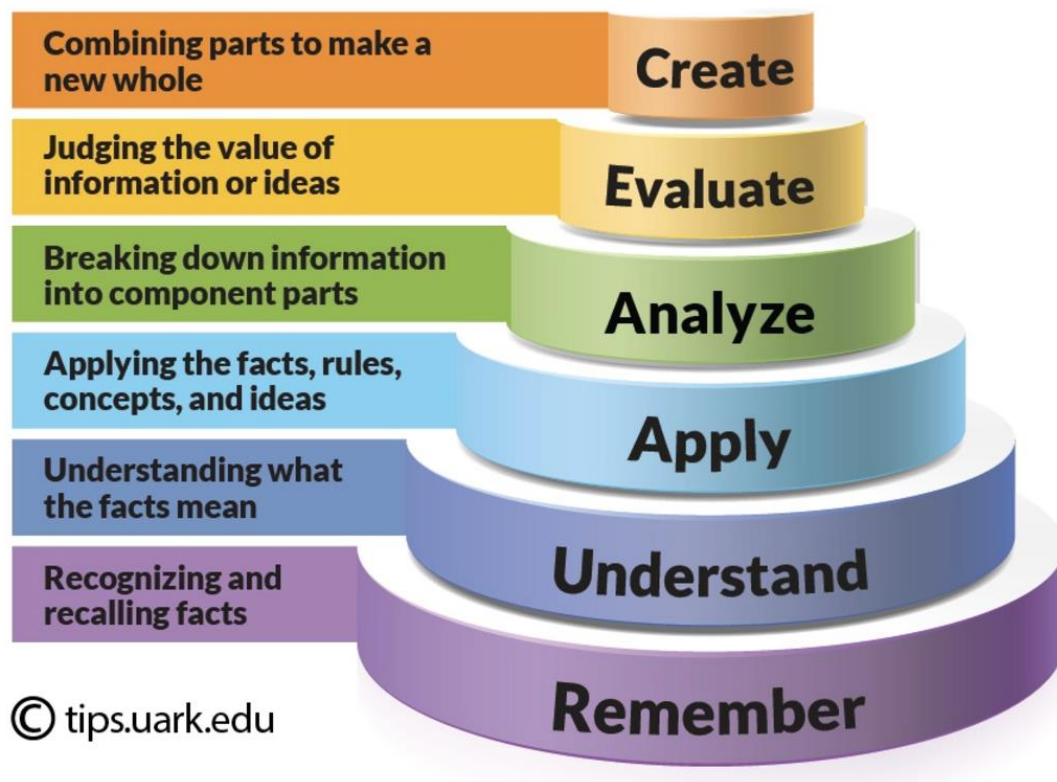 Combining parts to make a
new whole
Create
Judging the value of
information or ideas
Evaluate
Breaking down information
into component parts
Analyze
Applying the facts, rules,
concepts, and ideas
Apply
Understanding what
the facts mean
Understand
Recognizing and
recalling facts
Remember
© tips.uark.edu